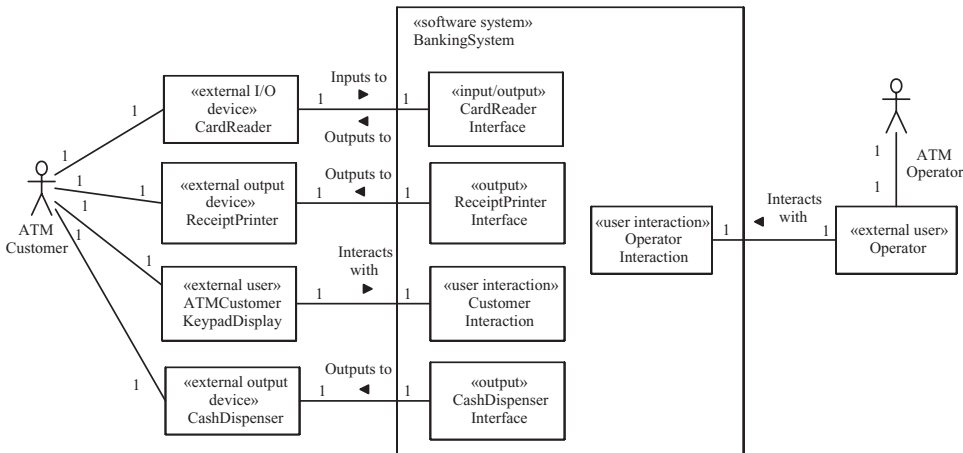 «software system»
BankingSystem
Inputs to
«external I/O
device»
CardReader
1
1
«input/output»
CardReader
Interface
Outputs to
1
1
ATM
Customer
1
1
1
1
1
1
«external output
device»
ReceiptPrinter
Outputs to
1
1
«output»
ReceiptPrinter
Interface
«external user»
ATMCustomer
KeypadDisplay
Interacts
with
1
1
«user interaction»
Customer
Interaction
«external output
device»
CashDispenser
Outputs to
1
1
«output»
CashDispenser
Interface
«user interaction»
Operator
Interaction
1
Interacts
with
1
«external user»
Operator
1
1
ATM
Operator